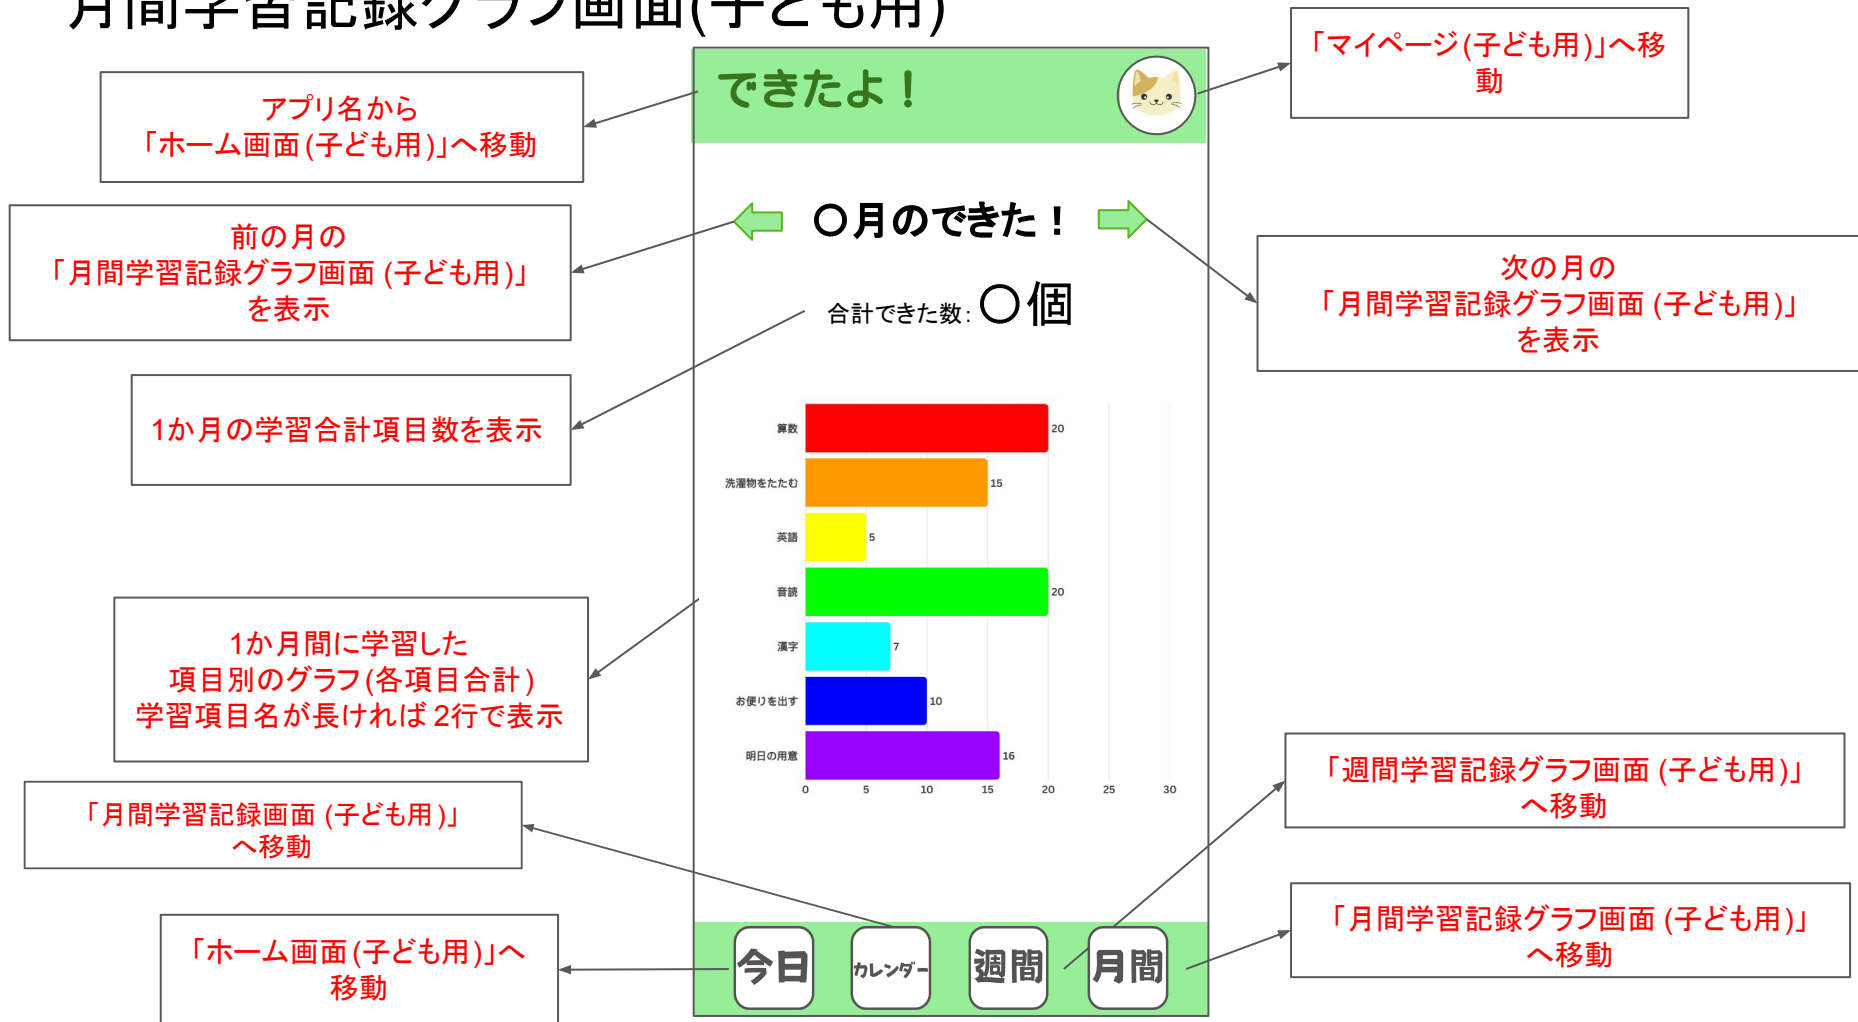 月間学習記録グラフ画面(子ども用)
「マイページ(子ども用)」へ移
動
できたよ！
アプリ名から
「ホーム画面(子ども用)」へ移動
前の月の
「月間学習記録グラフ画面(子ども用)」
を表示
〇月のできた！
次の月の
「月間学習記録グラフ画面(子ども用)」
を表示
合計できた数:〇個
1か月の学習合計項目数を表示
算数
20
洗濯物をたたむ
15
英語
5
音読
20
漢字
7
お便りを出す
10
明日の用意
16
0 5 10 15 20 25 30
1か月間に学習した
項目別のグラフ(各項目合計)
学習項目名が長ければ2行で表示
「月間学習記録画面(子ども用)」
へ移動
「週間学習記録グラフ画面(子ども用)」
へ移動
「ホーム画面(子ども用)」へ
移動
「月間学習記録グラフ画面(子ども用)」
へ移動
今日
カレンダー
週間
月間